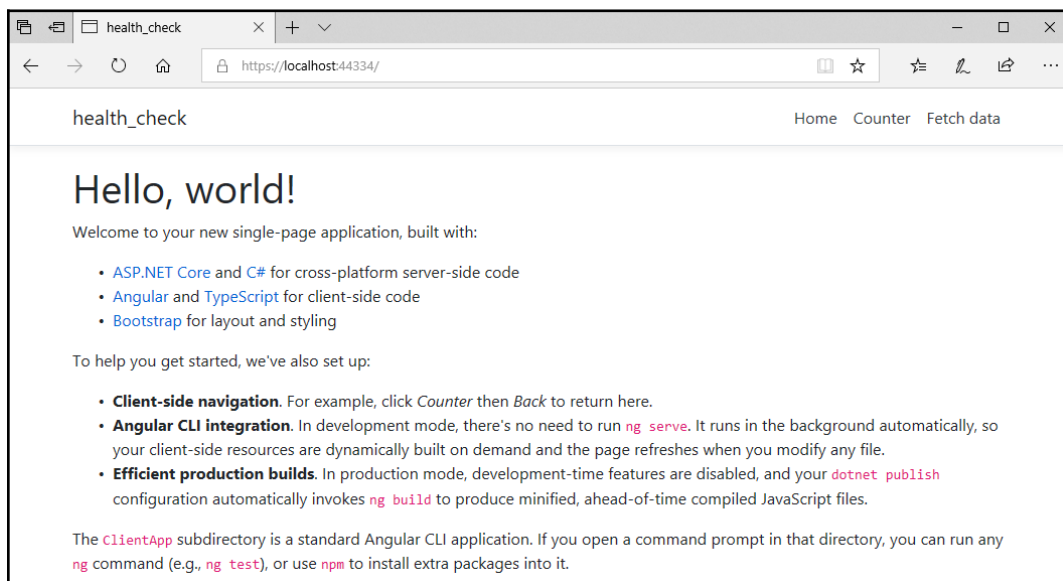 health_check
https://localhost:44334/
health_check
Home Counter Fetch data
Hello, world!
Welcome to your new single-page application, built with:
• ASP.NET Core and C# for cross-platform server-side code
• Angular and TypeScript for client-side code
• Bootstrap for layout and styling
To help you get started, we've also set up:
• Client-side navigation. For example, click Counter then Back to return here.
• Angular CLI integration. In development mode, there's no need to run ng serve. It runs in the background automatically, so
your client-side resources are dynamically built on demand and the page refreshes when you modify any file.
• Efficient production builds. In production mode, development-time features are disabled, and your dotnet publish
configuration automatically invokes ng build to produce minified, ahead-of-time compiled JavaScript files.
The ClientApp subdirectory is a standard Angular CLI application. If you open a command prompt in that directory, you can run any
ng command (e.g., ng test), or use npm to install extra packages into it.